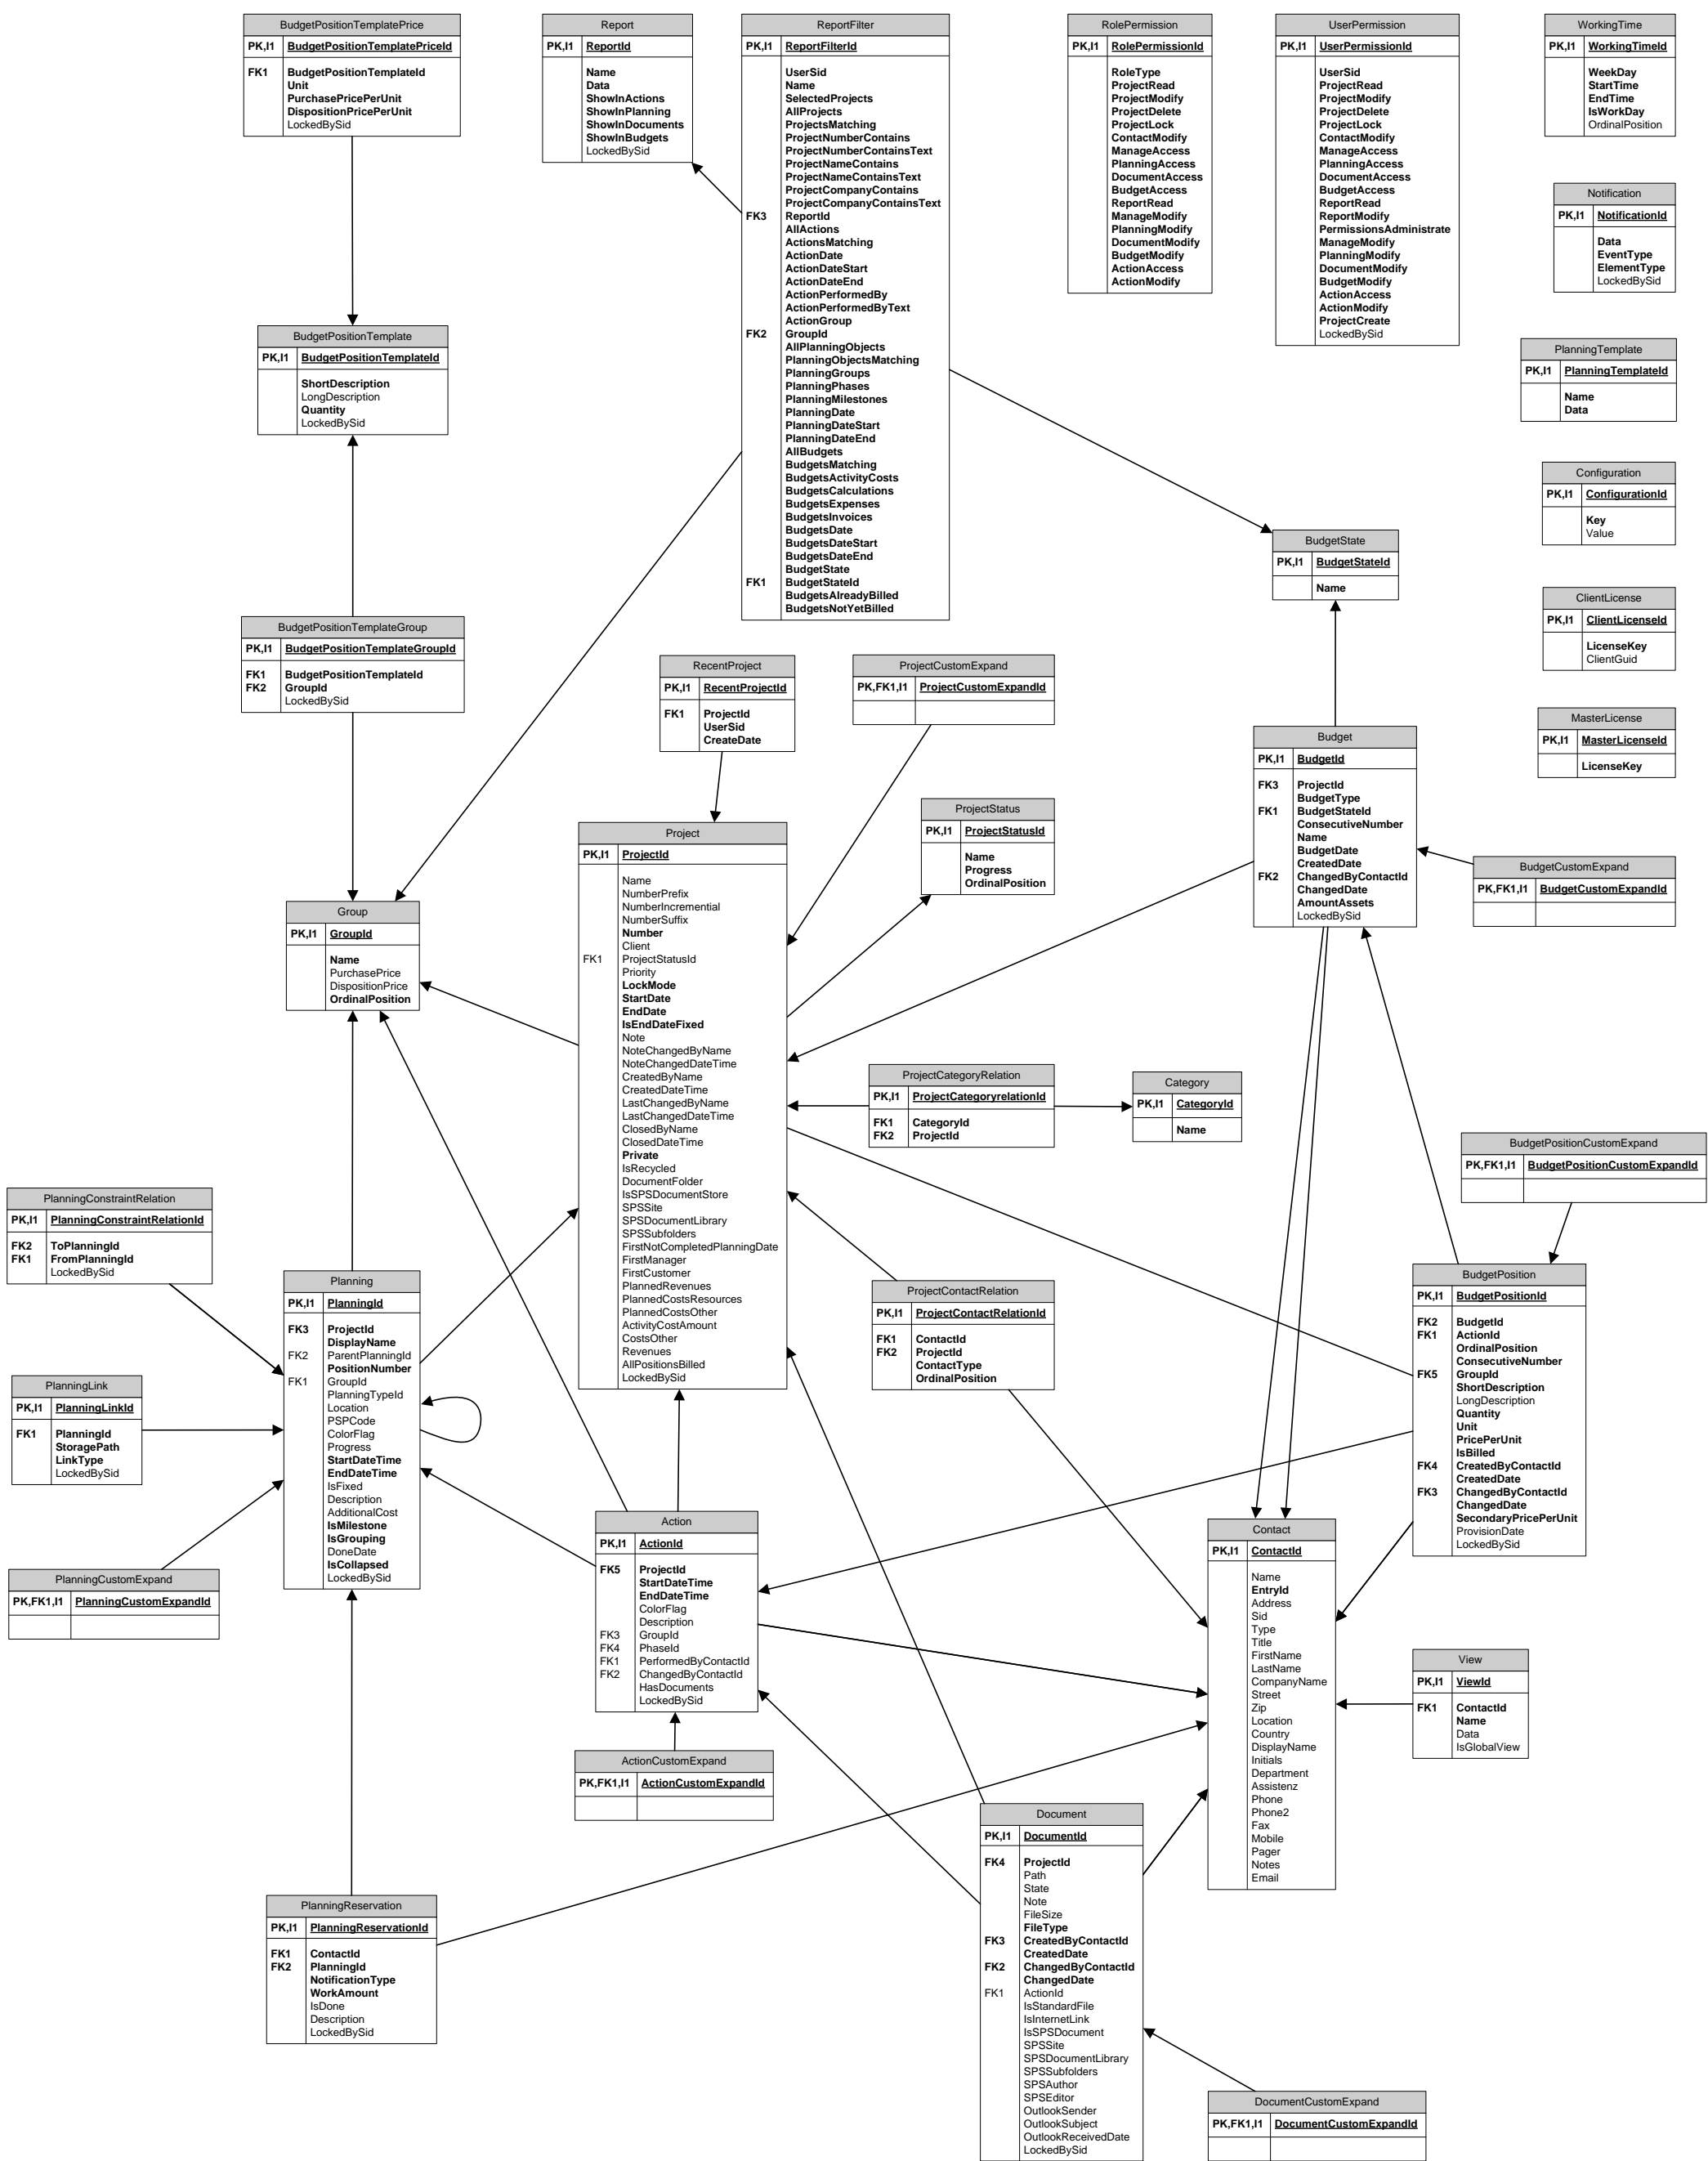 BudgetPositionTemplatePrice
PK,I1 BudgetPositionTemplatePriceId
FK1 BudgetPositionTemplateId
Unit
PurchasePricePerUnit
DispositionPricePerUnit
LockedBySid
Report
PK,I1 ReportId
Name
Data
ShowInActions
ShowInPlanning
ShowInDocuments
ShowInBudgets
LockedBySid
ReportFilter
PK,I1 ReportFilterId
UserSid
Name
SelectedProjects
AllProjects
ProjectsMatching
ProjectNumberContains
ProjectNumberContainsText
ProjectNameContains
ProjectNameContainsText
ProjectCompanyContains
ProjectCompanyContainsText
FK3 ReportId
AllActions
ActionsMatching
ActionDate
ActionDateStart
ActionDateEnd
ActionPerformedBy
ActionPerformedByText
ActionGroup
FK2 GroupId
AllPlanningObjects
PlanningObjectsMatching
PlanningGroups
PlanningPhases
PlanningMilestones
PlanningDate
PlanningDateStart
PlanningDateEnd
AllBudgets
BudgetsMatching
BudgetsActivityCosts
BudgetsCalculations
BudgetsExpenses
BudgetsInvoices
BudgetsDate
BudgetsDateStart
BudgetsDateEnd
BudgetState
FK1 BudgetStateId
BudgetsAlreadyBilled
BudgetsNotYetBilled
RolePermission
PK,I1 RolePermissionId
RoleType
ProjectRead
ProjectModify
ProjectDelete
ProjectLock
ContactModify
ManageAccess
PlanningAccess
DocumentAccess
BudgetAccess
ReportRead
ManageModify
PlanningModify
DocumentModify
BudgetModify
ActionAccess
ActionModify
UserPermission
PK,I1 UserPermissionId
UserSid
ProjectRead
ProjectModify
ProjectDelete
ProjectLock
ContactModify
ManageAccess
PlanningAccess
DocumentAccess
BudgetAccess
ReportRead
ReportModify
PermissionsAdministrate
ManageModify
PlanningModify
DocumentModify
BudgetModify
ActionAccess
ActionModify
ProjectCreate
LockedBySid
WorkingTime
PK,I1 WorkingTimeId
WeekDay
StartTime
EndTime
IsWorkDay
OrdinalPosition
Notification
PK,I1 NotificationId
Data
EventType
ElementType
LockedBySid
PlanningTemplate
PK,I1 PlanningTemplateId
Name
Data
Configuration
PK,I1 ConfigurationId
Key
Value
ClientLicense
PK,I1 ClientLicenseId
LicenseKey
ClientGuid
MasterLicense
PK,I1 MasterLicenseId
LicenseKey
BudgetPositionTemplate
PK,I1 BudgetPositionTemplateId
ShortDescription
LongDescription
Quantity
LockedBySid
BudgetState
PK,I1 BudgetStateId
Name
BudgetPositionTemplateGroup
PK,I1 BudgetPositionTemplateGroupId
FK1 BudgetPositionTemplateId
FK2 GroupId
LockedBySid
RecentProject
PK,I1 RecentProjectId
FK1 ProjectId
UserSid
CreateDate
ProjectCustomExpand
PK,FK1,I1 ProjectCustomExpandId
Budget
PK,I1 BudgetId
FK3 ProjectId
BudgetType
FK1 BudgetStateId
ConsecutiveNumber
Name
BudgetDate
CreatedDate
FK2 ChangedByContactId
ChangedDate
AmountAssets
LockedBySid
ProjectStatus
PK,I1 ProjectStatusId
Name
Progress
OrdinalPosition
BudgetCustomExpand
PK,FK1,I1 BudgetCustomExpandId
Project
PK,I1 ProjectId
Name
NumberPrefix
NumberIncremential
NumberSuffix
Number
Client
FK1 ProjectStatusId
Priority
LockMode
StartDate
EndDate
IsEndDateFixed
Note
NoteChangedByName
NoteChangedDateTime
CreatedByName
CreatedDateTime
LastChangedByName
LastChangedDateTime
ClosedByName
ClosedDateTime
Private
IsRecycled
DocumentFolder
IsSPSDocumentStore
SPSSite
SPSDocumentLibrary
SPSSubfolders
FirstNotCompletedPlanningDate
FirstManager
FirstCustomer
PlannedRevenues
PlannedCostsResources
PlannedCostsOther
ActivityCostAmount
CostsOther
Revenues
AllPositionsBilled
LockedBySid
Group
PK,I1 GroupId
Name
PurchasePrice
DispositionPrice
OrdinalPosition
ProjectCategoryRelation
PK,I1 ProjectCategoryrelationId
FK1 CategoryId
FK2 ProjectId
Category
PK,I1 CategoryId
Name
BudgetPositionCustomExpand
PK,FK1,I1 BudgetPositionCustomExpandId
PlanningConstraintRelation
PK,I1 PlanningConstraintRelationId
FK2 ToPlanningId
FK1 FromPlanningId
LockedBySid
Planning
PK,I1 PlanningId
FK3 ProjectId
DisplayName
FK2 ParentPlanningId
PositionNumber
FK1 GroupId
PlanningTypeId
Location
PSPCode
ColorFlag
Progress
StartDateTime
EndDateTime
IsFixed
Description
AdditionalCost
IsMilestone
IsGrouping
DoneDate
IsCollapsed
LockedBySid
ProjectContactRelation
PK,I1 ProjectContactRelationId
FK1 ContactId
FK2 ProjectId
ContactType
OrdinalPosition
BudgetPosition
PK,I1 BudgetPositionId
FK2 BudgetId
FK1 ActionId
OrdinalPosition
ConsecutiveNumber
FK5 GroupId
ShortDescription
LongDescription
Quantity
Unit
PricePerUnit
IsBilled
FK4 CreatedByContactId
CreatedDate
FK3 ChangedByContactId
ChangedDate
SecondaryPricePerUnit
ProvisionDate
LockedBySid
PlanningLink
PK,I1 PlanningLinkId
FK1 PlanningId
StoragePath
LinkType
LockedBySid
PlanningCustomExpand
PK,FK1,I1 PlanningCustomExpandId
Action
PK,I1 ActionId
FK5 ProjectId
StartDateTime
EndDateTime
ColorFlag
Description
FK3 GroupId
FK4 PhaseId
FK1 PerformedByContactId
FK2 ChangedByContactId
HasDocuments
LockedBySid
Contact
PK,I1 ContactId
Name
EntryId
Address
Sid
Type
Title
FirstName
LastName
CompanyName
Street
Zip
Location
Country
DisplayName
Initials
Department
Assistenz
Phone
Phone2
Fax
Mobile
Pager
Notes
Email
View
PK,I1 ViewId
FK1 ContactId
Name
Data
IsGlobalView
ActionCustomExpand
PK,FK1,I1 ActionCustomExpandId
Document
PK,I1 DocumentId
FK4 ProjectId
Path
State
Note
FileSize
FileType
FK3 CreatedByContactId
CreatedDate
FK2 ChangedByContactId
ChangedDate
FK1 ActionId
IsStandardFile
IsInternetLink
IsSPSDocument
SPSSite
SPSDocumentLibrary
SPSSubfolders
SPSAuthor
SPSEditor
OutlookSender
OutlookSubject
OutlookReceivedDate
LockedBySid
PlanningReservation
PK,I1 PlanningReservationId
FK1 ContactId
FK2 PlanningId
NotificationType
WorkAmount
IsDone
Description
LockedBySid
DocumentCustomExpand
PK,FK1,I1 DocumentCustomExpandId